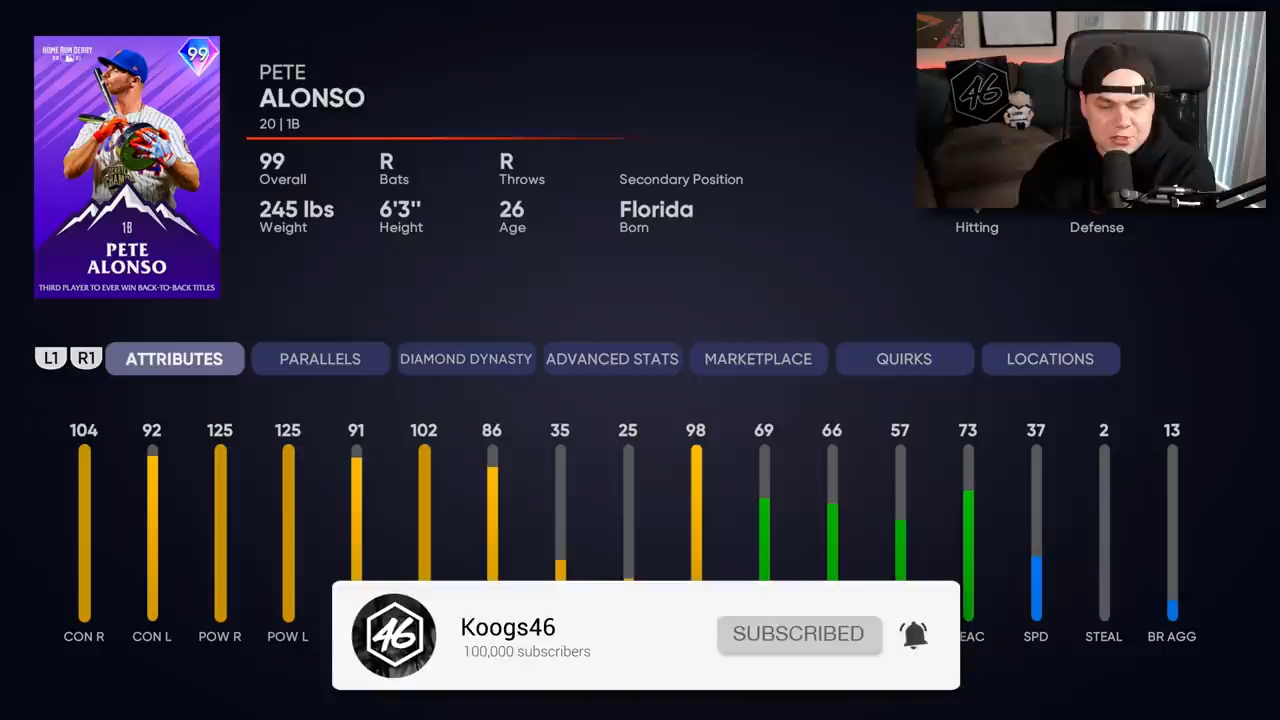 HOME RUN DERBY
99
1B
PETE
ALONSO
THIRD PLAYER TO EVER WIN BACK-TO-BACK TITLES
PETE
ALONSO
20 | 1B
99 R R
Overall Bats Throws Secondary Position
245 lbs 6'3'' 26 Florida
Weight Height Age Born
46
Hitting Defense
L1 R1 ATTRIBUTES PARALLELS DIAMOND DYNASTY ADVANCED STATS MARKETPLACE QUIRKS LOCATIONS
104 92 125 125 91 102 86 35 25 98 69 66 57 73 37 2 13
CON R CON L POW R POW L EAC SPD STEAL BR AGG
46
Koogs46
100,000 subscribers
SUBSCRIBED